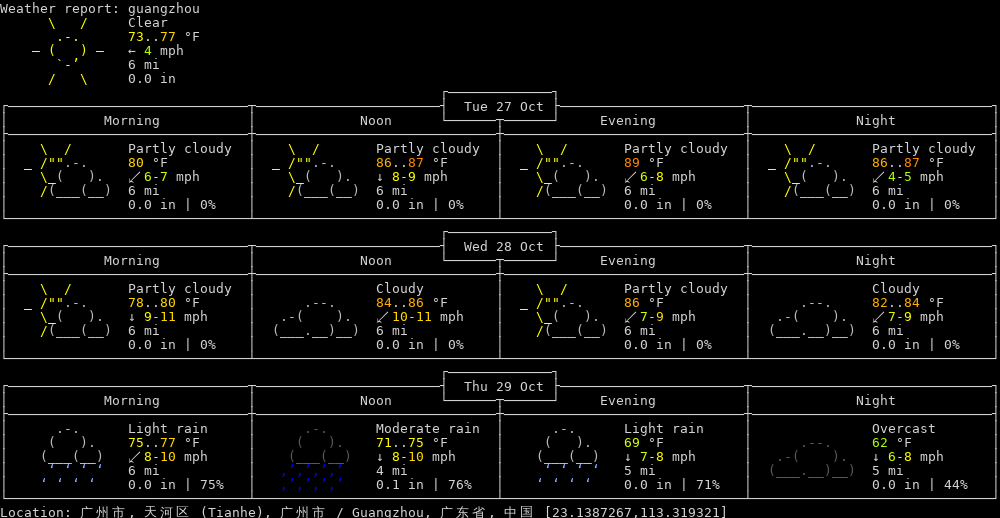 Weather report: guangzhou
Clear
73..77 °F
← 4 mph
6 mi
0.0 in
Tue 27 Oct
Morning Noon Evening Night
Partly cloudy Partly cloudy Partly cloudy Partly cloudy
80 °F 86..87 °F 89 °F 86..87 °F
↙ 6-7 mph ↓ 8-9 mph ↙ 6-8 mph ↙ 4-5 mph
6 mi 6 mi 6 mi 6 mi
0.0 in | 0% 0.0 in | 0% 0.0 in | 0% 0.0 in | 0%
Wed 28 Oct
Morning Noon Evening Night
Partly cloudy Cloudy Partly cloudy Cloudy
78..80 °F 84..86 °F 86 °F 82..84 °F
↓ 9-11 mph ↙ 10-11 mph ↙ 7-9 mph ↙ 7-9 mph
6 mi 6 mi 6 mi 6 mi
0.0 in | 0% 0.0 in | 0% 0.0 in | 0% 0.0 in | 0%
Thu 29 Oct
Morning Noon Evening Night
Light rain Moderate rain Light rain Overcast
75..77 °F 71..75 °F 69 °F 62 °F
↙ 8-10 mph ↓ 8-10 mph ↓ 7-8 mph ↓ 6-8 mph
6 mi 4 mi 5 mi 5 mi
0.0 in | 75% 0.1 in | 76% 0.0 in | 71% 0.0 in | 44%
Location: 广州市, 天河区 (Tianhe), 广州市 / Guangzhou, 广东省, 中国 [23.1387267,113.319321]